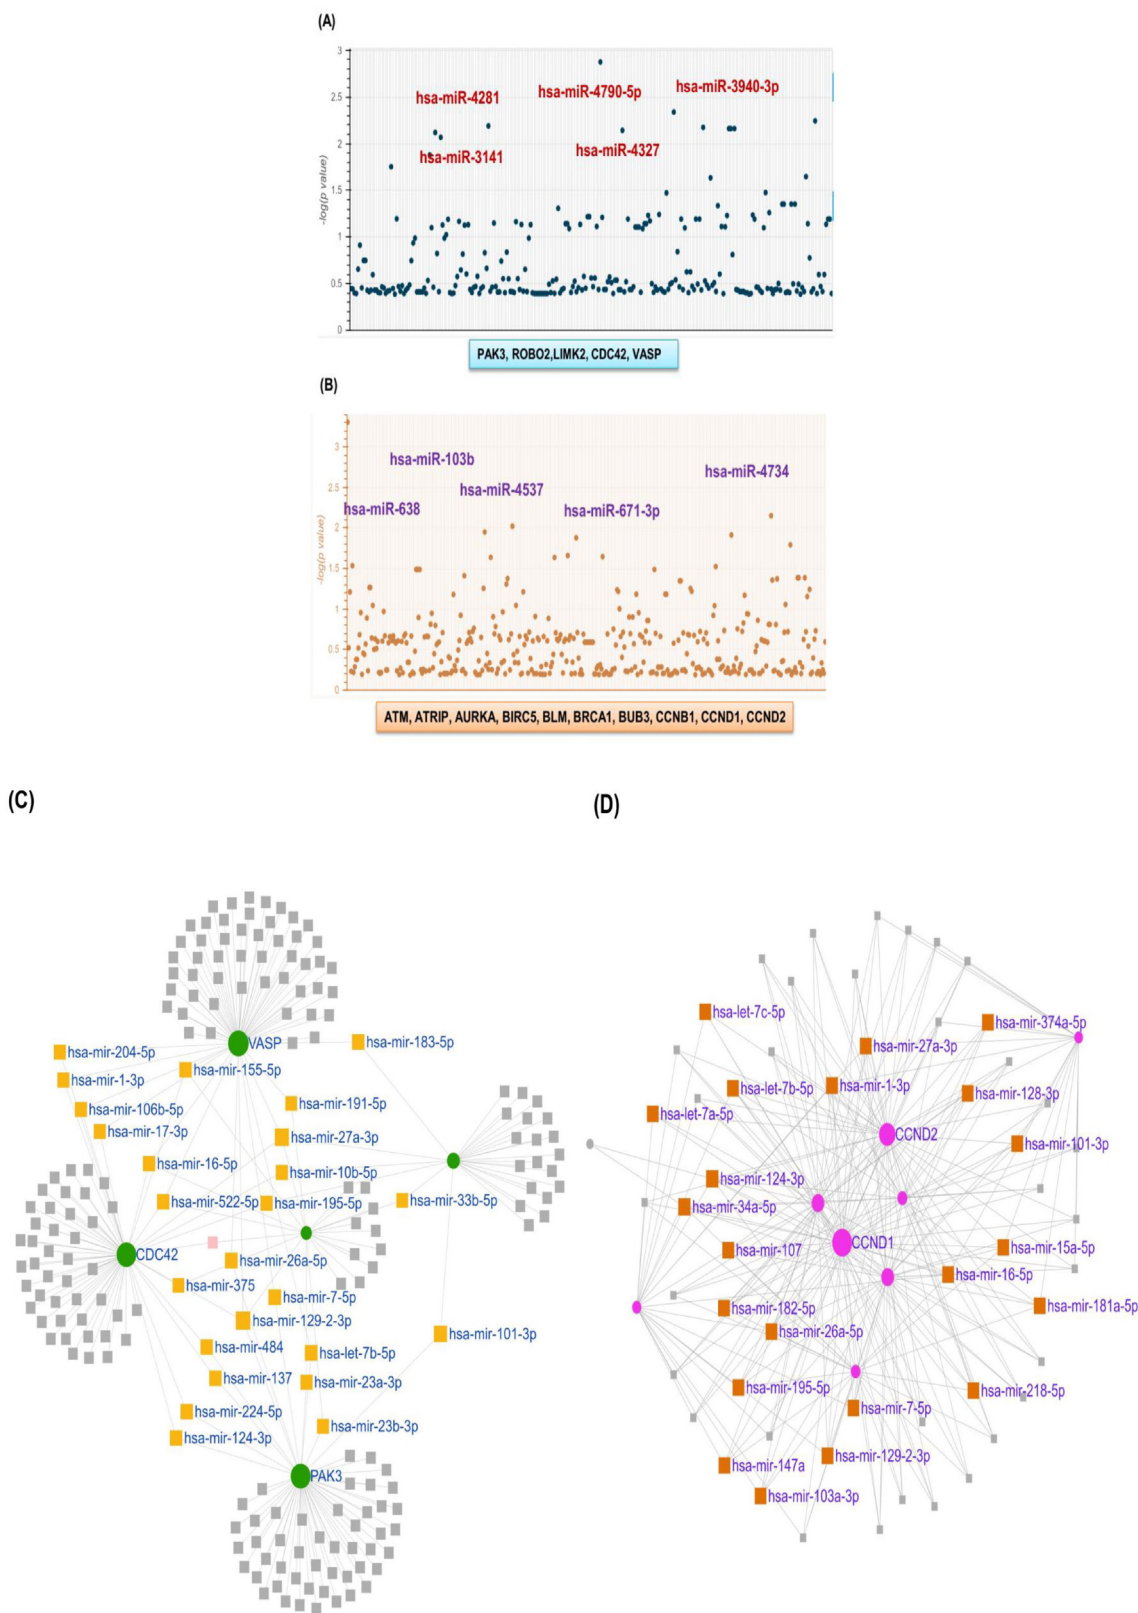 (A)
3
2.5
2
1.5
1
0.5
0
-log(p value)
hsa-miR-4281
hsa-miR-4790-5p
hsa-miR-3940-3p
hsa-miR-3141
hsa-miR-4327
PAK3, ROBO2,LIMK2, CDC42, VASP
(B)
3
2.5
2
1.5
1
0.5
0
-log(p value)
hsa-miR-103b
hsa-miR-4734
hsa-miR-4537
hsa-miR-638
hsa-miR-671-3p
ATM, ATRIP, AURKA, BIRC5, BLM, BRCA1, BUB3, CCNB1, CCND1, CCND2
(C)
VASP
hsa-mir-183-5p
hsa-mir-204-5p
hsa-mir-155-5p
hsa-mir-1-3p
hsa-mir-191-5p
hsa-mir-106b-5p
hsa-mir-17-3p
hsa-mir-27a-3p
hsa-mir-16-5p
hsa-mir-10b-5p
hsa-mir-522-5p
hsa-mir-195-5p
hsa-mir-33b-5p
CDC42
hsa-mir-26a-5p
hsa-mir-375
hsa-mir-7-5p
hsa-mir-129-2-3p
hsa-mir-101-3p
hsa-mir-484
hsa-let-7b-5p
hsa-mir-137
hsa-mir-23a-3p
hsa-mir-224-5p
hsa-mir-23b-3p
hsa-mir-124-3p
PAK3
(D)
hsa-let-7c-5p
hsa-mir-374a-5p
hsa-mir-27a-3p
hsa-let-7b-5p
hsa-mir-1-3p
hsa-mir-128-3p
hsa-let-7a-5p
CCND2
hsa-mir-101-3p
hsa-mir-124-3p
hsa-mir-34a-5p
CCND1
hsa-mir-107
hsa-mir-15a-5p
hsa-mir-16-5p
hsa-mir-182-5p
hsa-mir-181a-5p
hsa-mir-26a-5p
hsa-mir-195-5p
hsa-mir-218-5p
hsa-mir-7-5p
hsa-mir-129-2-3p
hsa-mir-147a
hsa-mir-103a-3p